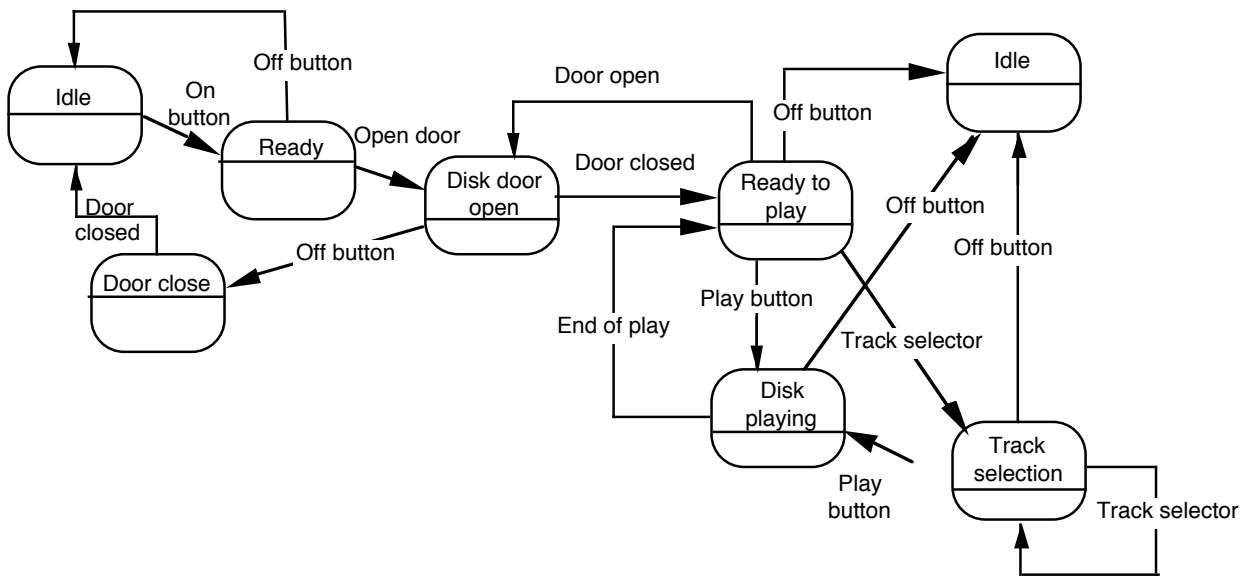 Off button
Idle
On
button
Ready
Open door
Door
closed
Door close
Off button
Disk door
open
Door open
Door closed
Ready to
play
Off button
Idle
Off button
Off button
Play button
End of play
Track selector
Disk
playing
Play
button
Track
selection
Track selector